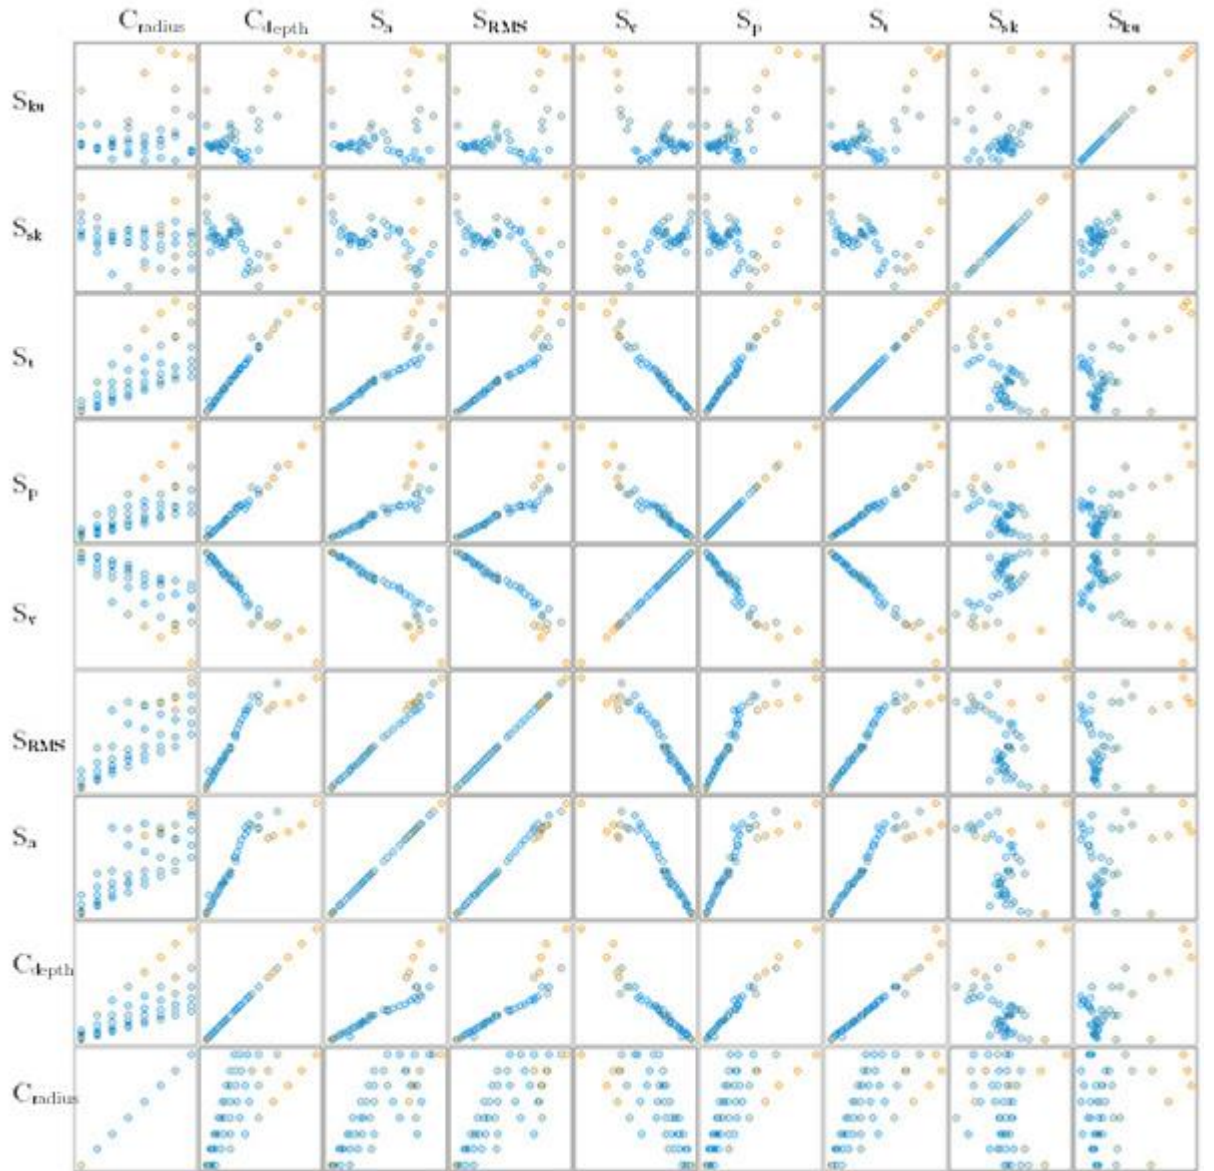 C_radius C_depth S_a S_RMS S_v S_p S_t S_sk S_ku
S_ku
S_sk
S_t
S_p
S_v
S_RMS
S_a
C_depth
C_radius